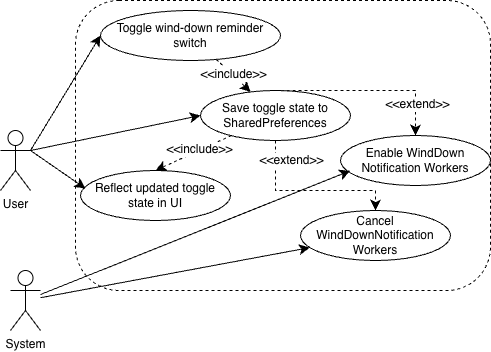 Toggle wind-down reminder
switch
<<include>>
Save toggle state to
SharedPreferences
<<extend>>
<<include>>
<<extend>>
Enable WindDown
Notification Workers
User
Reflect updated toggle
state in UI
Cancel
WindDownNotification
Workers
System